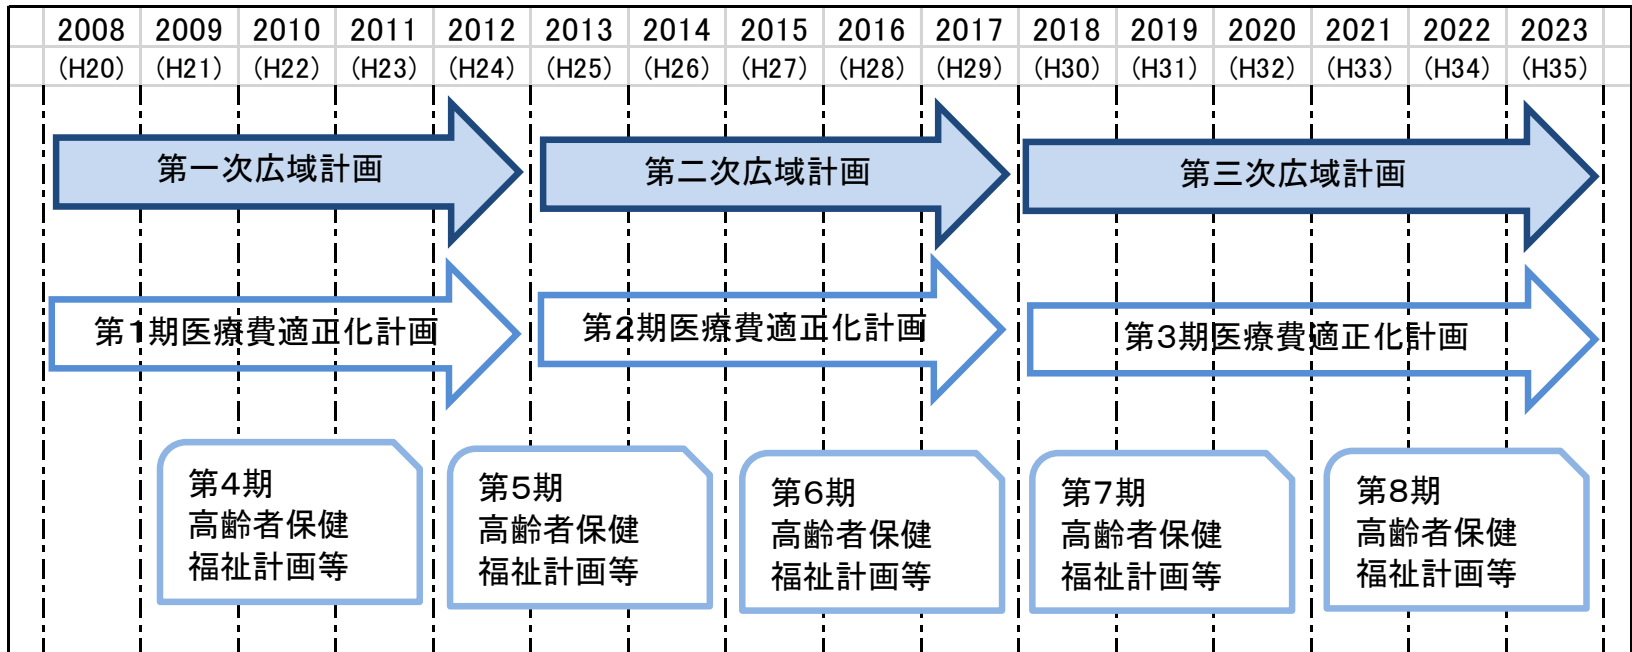 2008 2009 2010 2011 2012 2013 2014 2015 2016 2017 2018 2019 2020 2021 2022 2023
(H20) (H21) (H22) (H23) (H24) (H25) (H26) (H27) (H28) (H29) (H30) (H31) (H32) (H33) (H34) (H35)
第一次広域計画 第二次広域計画 第三次広域計画
第1期医療費適正化計画 第2期医療費適正化計画 第3期医療費適正化計画
第4期
高齢者保健
福祉計画等
第5期
高齢者保健
福祉計画等
第6期
高齢者保健
福祉計画等
第7期
高齢者保健
福祉計画等
第8期
高齢者保健
福祉計画等